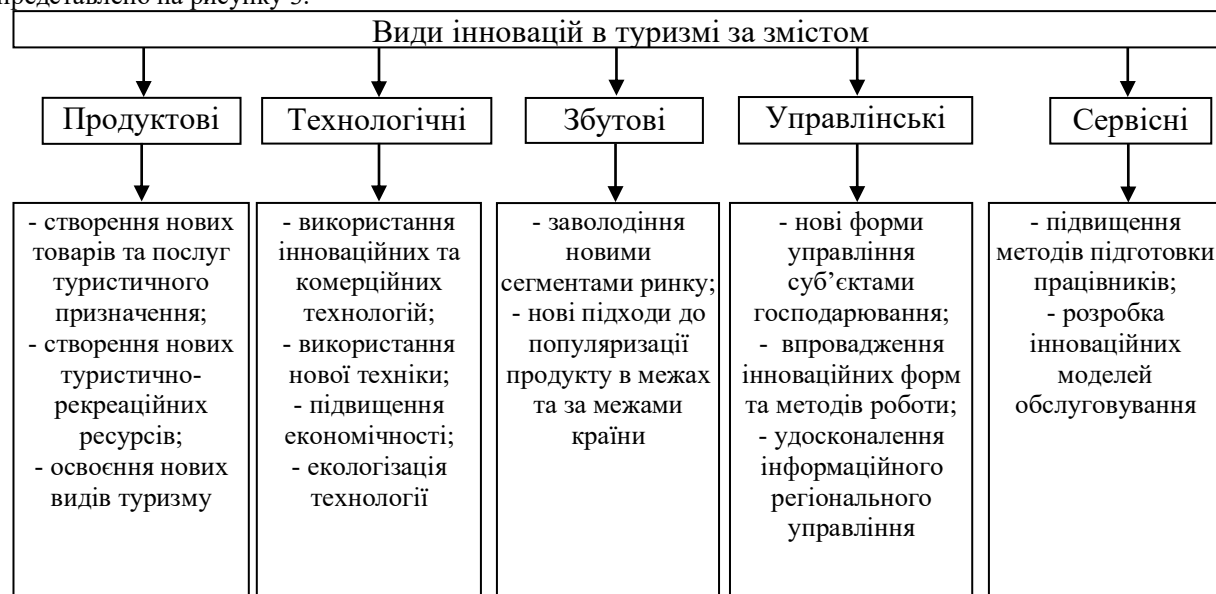 представлено на рисунку 3.
Види інновацій в туризмі за змістом
Продуктові
Технологічні
Збутові
Управлінські
Сервісні
- створення нових
товарів та послуг
туристичного
призначення;
- створення нових
туристично-
рекреаційних
ресурсів;
- освоєння нових
видів туризму
- використання
інноваційних та
комерційних
технологій;
- використання
нової техніки;
- підвищення
економічності;
- екологізація
технології
- заволодіння
новими
сегментами ринку;
- нові підходи до
популяризації
продукту в межах
та за межами
країни
- нові форми
управління
суб’єктами
господарювання;
- впровадження
інноваційних форм
та методів роботи;
- удосконалення
інформаційного
регіонального
управління
- підвищення
методів підготовки
працівників;
- розробка
інноваційних
моделей
обслуговування